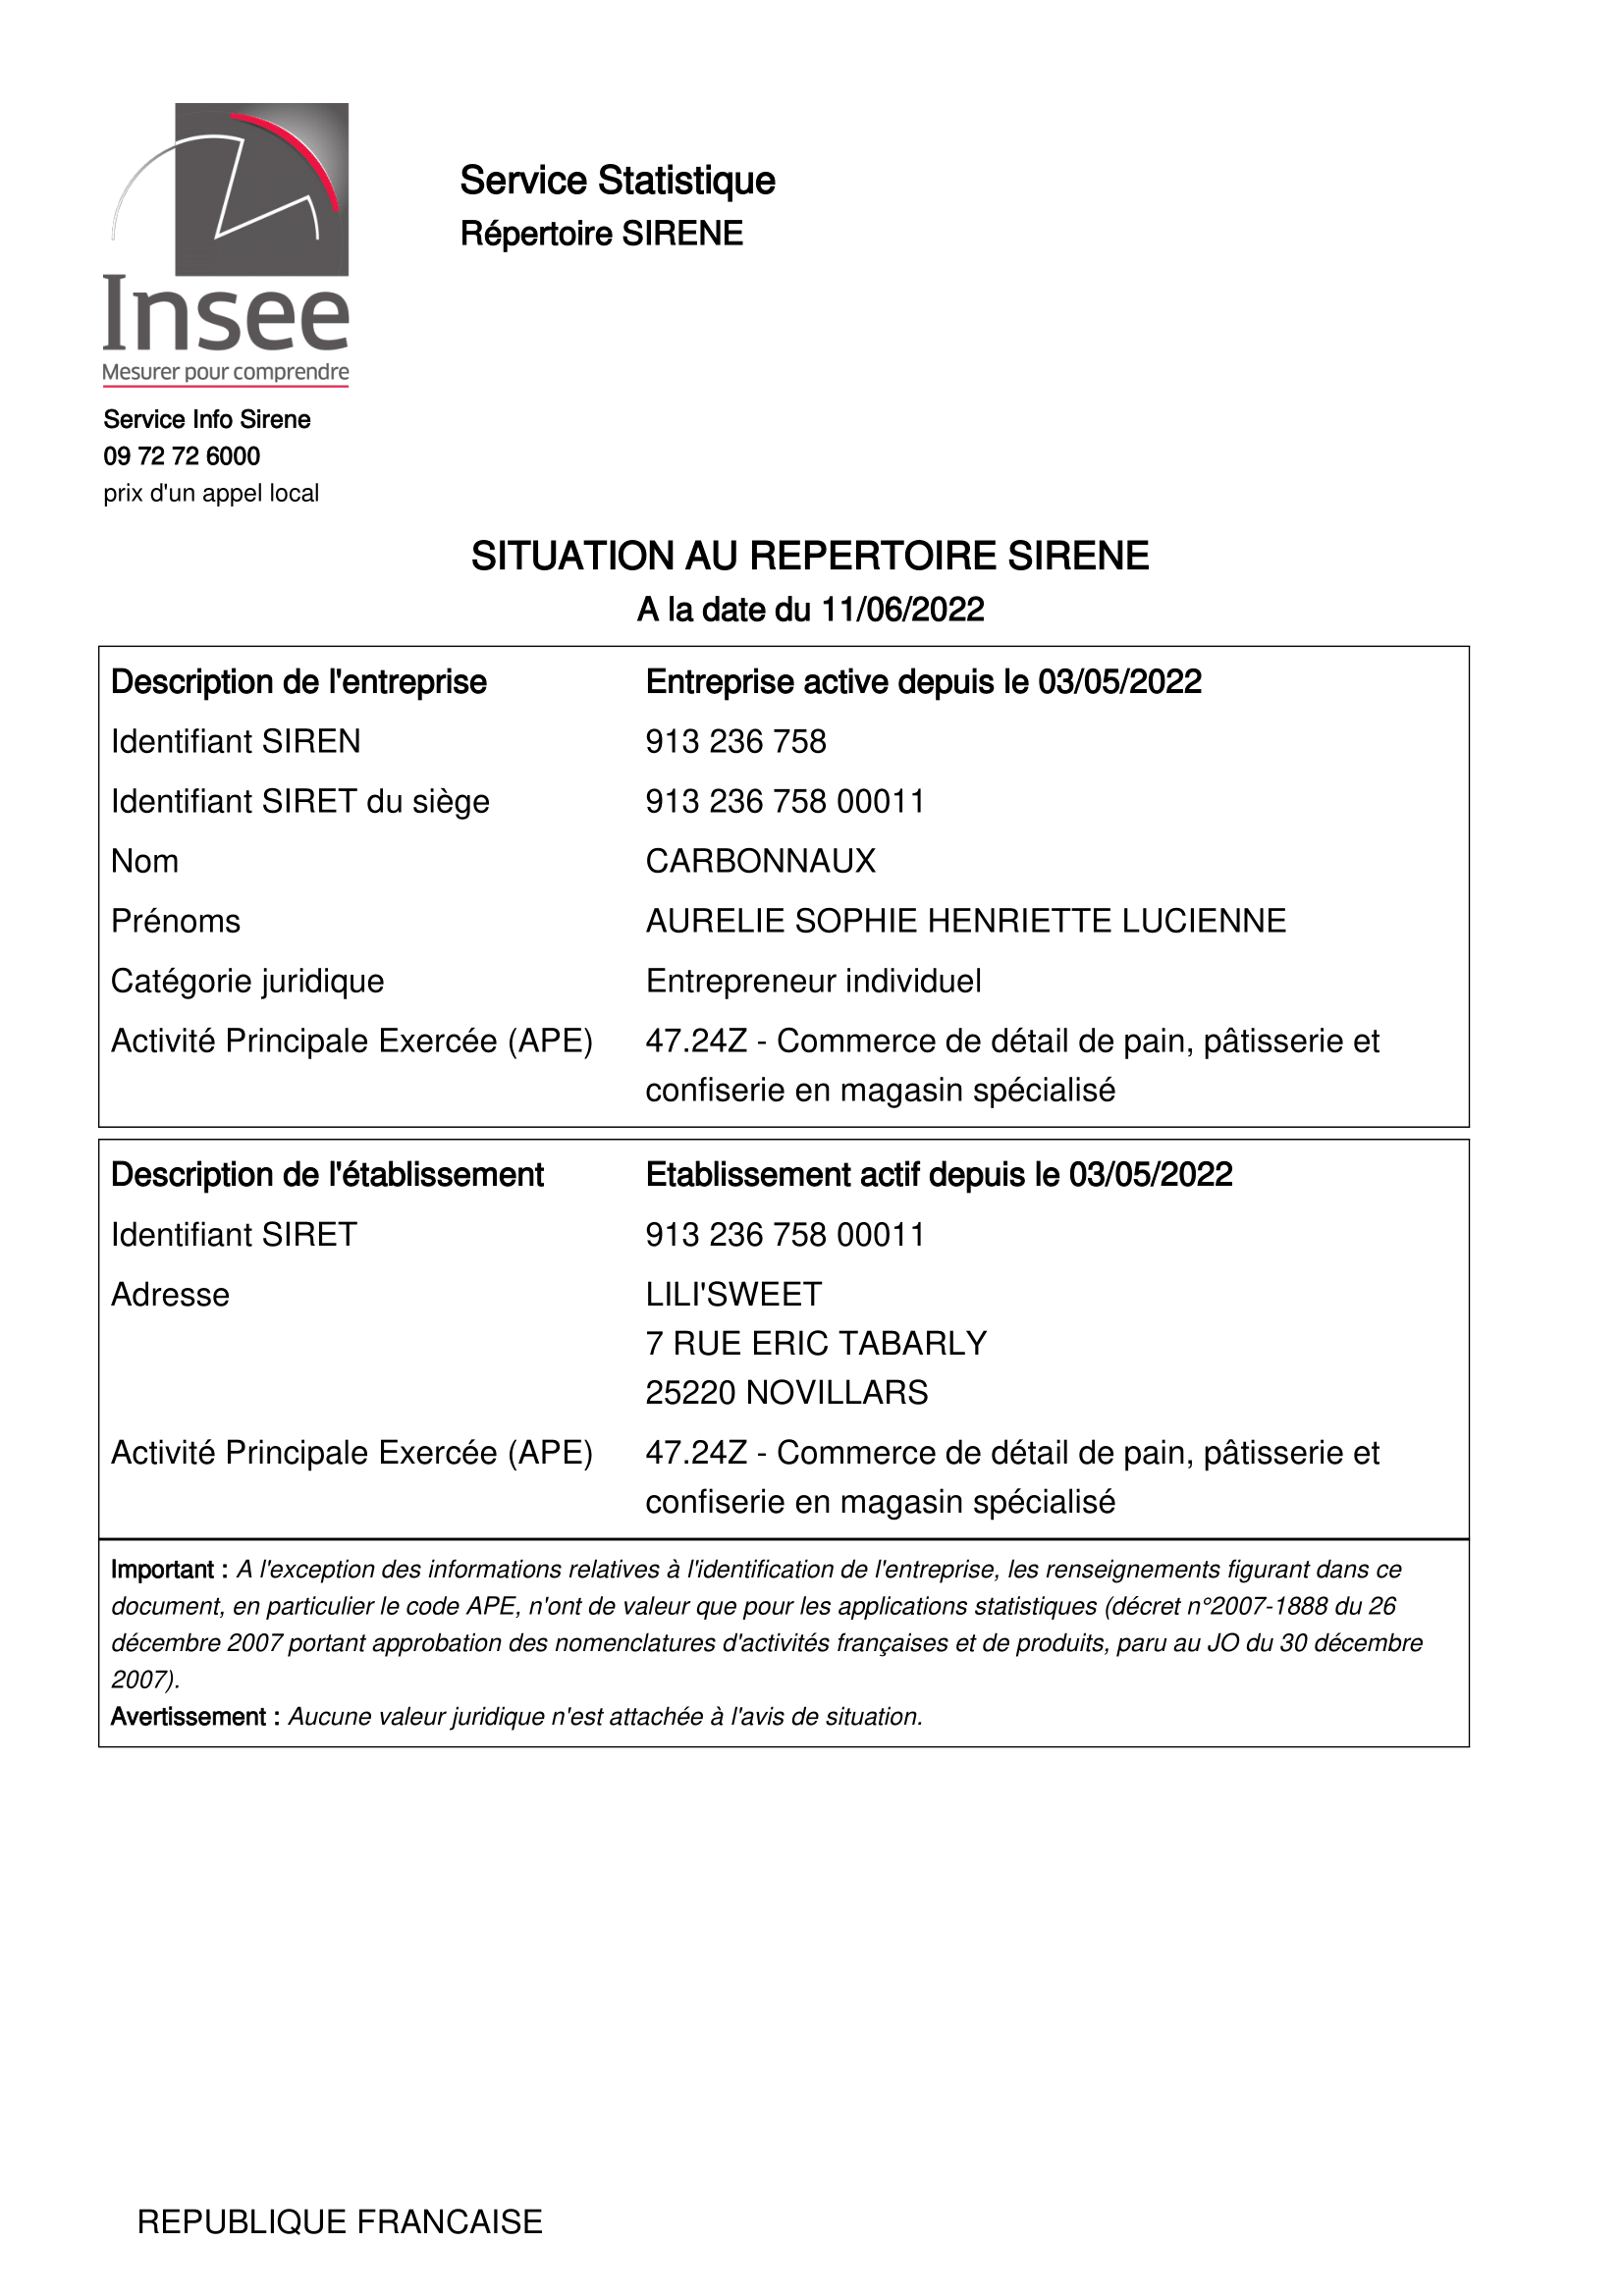 Service Statistique
Répertoire SIRENE
Insee
Mesurer pour comprendre
Service Info Sirene
09 72 72 6000
prix d'un appel local
SITUATION AU REPERTOIRE SIRENE
A la date du 11/06/2022
Description de l'entreprise Entreprise active depuis le 03/05/2022
Identifiant SIREN 913 236 758
Identifiant SIRET du siège 913 236 758 00011
Nom CARBONNAUX
Prénoms AURELIE SOPHIE HENRIETTE LUCIENNE
Catégorie juridique Entrepreneur individuel
Activité Principale Exercée (APE) 47.24Z - Commerce de détail de pain, pâtisserie et
confiserie en magasin spécialisé
Description de l'établissement Etablissement actif depuis le 03/05/2022
Identifiant SIRET 913 236 758 00011
Adresse LILI'SWEET
7 RUE ERIC TABARLY
25220 NOVILLARS
Activité Principale Exercée (APE) 47.24Z - Commerce de détail de pain, pâtisserie et
confiserie en magasin spécialisé
Important : A l'exception des informations relatives à l'identification de l'entreprise, les renseignements figurant dans ce
document, en particulier le code APE, n'ont de valeur que pour les applications statistiques (décret n°2007-1888 du 26
décembre 2007 portant approbation des nomenclatures d'activités françaises et de produits, paru au JO du 30 décembre
2007).
Avertissement : Aucune valeur juridique n'est attachée à l'avis de situation.
REPUBLIQUE FRANCAISE